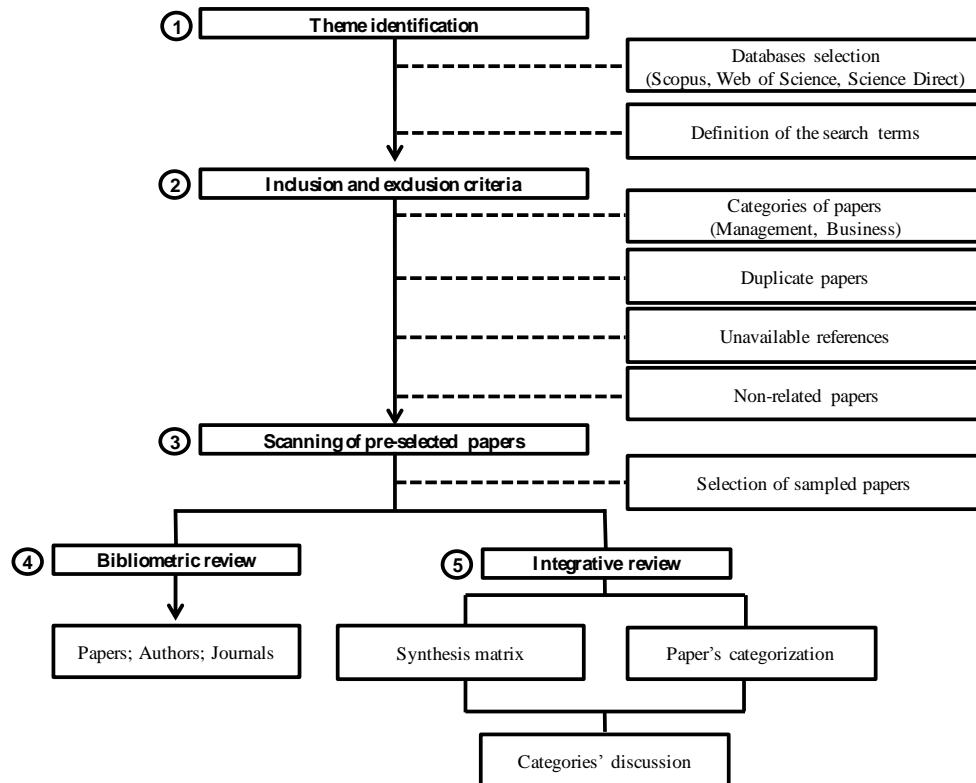 1
Theme identification
Databases selection
(Scopus, Web of Science, Science Direct)
Definition of the search terms
2
Inclusion and exclusion criteria
Categories of papers
(Management, Business)
Duplicate papers
Unavailable references
Non-related papers
3
Scanning of pre-selected papers
Selection of sampled papers
4
Bibliometric review
5
Integrative review
Papers; Authors; Journals
Synthesis matrix
Paper's categorization
Categories' discussion